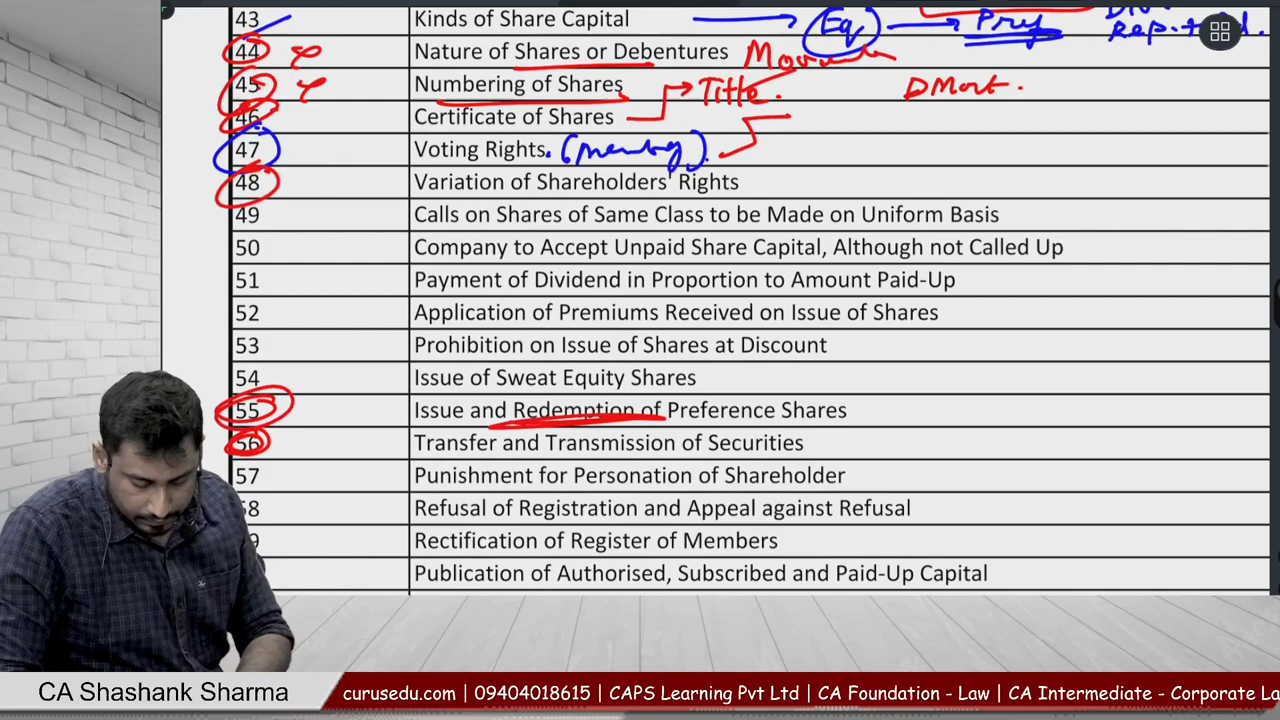 43 Kinds of Share Capital Eq Pref
44 Nature of Shares or Debentures
45 Numbering of Shares Title. DMart.
46 Certificate of Shares
47 Voting Rights.
48 Variation of Shareholders' Rights
49 Calls on Shares of Same Class to be Made on Uniform Basis
50 Company to Accept Unpaid Share Capital, Although not Called Up
51 Payment of Dividend in Proportion to Amount Paid-Up
52 Application of Premiums Received on Issue of Shares
53 Prohibition on Issue of Shares at Discount
54 Issue of Sweat Equity Shares
55 Issue and Redemption of Preference Shares
56 Transfer and Transmission of Securities
57 Punishment for Personation of Shareholder
58 Refusal of Registration and Appeal against Refusal
9 Rectification of Register of Members
Publication of Authorised, Subscribed and Paid-Up Capital
CA Shashank Sharma
curusedu.com | 09404018615 | CAPS Learning Pvt Ltd | CA Foundation - Law | CA Intermediate - Corporate La